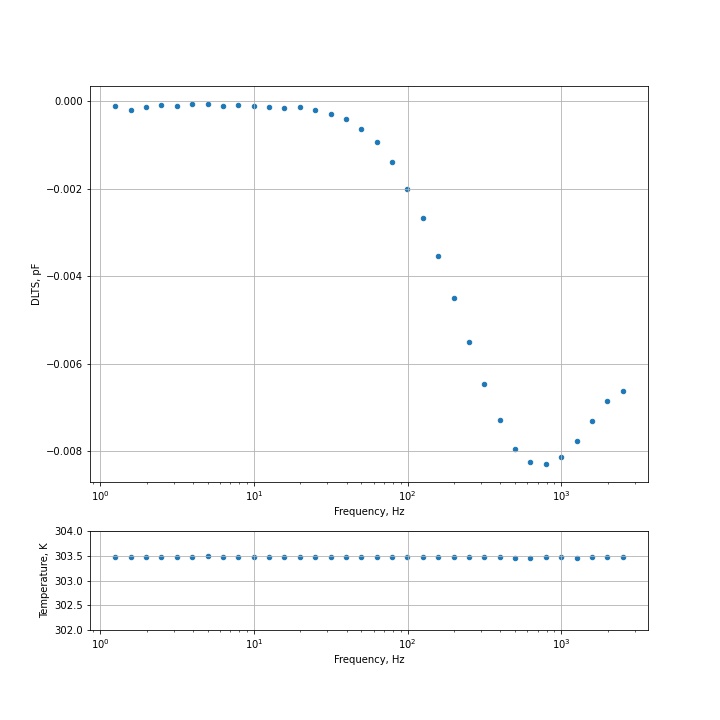 0.000
−0.002
−0.004
−0.006
−0.008
DLTS, pF
10⁰ 10¹ 10² 10³
Frequency, Hz
304.0
303.5
303.0
302.5
302.0
Temperature, K
10⁰ 10¹ 10² 10³
Frequency, Hz